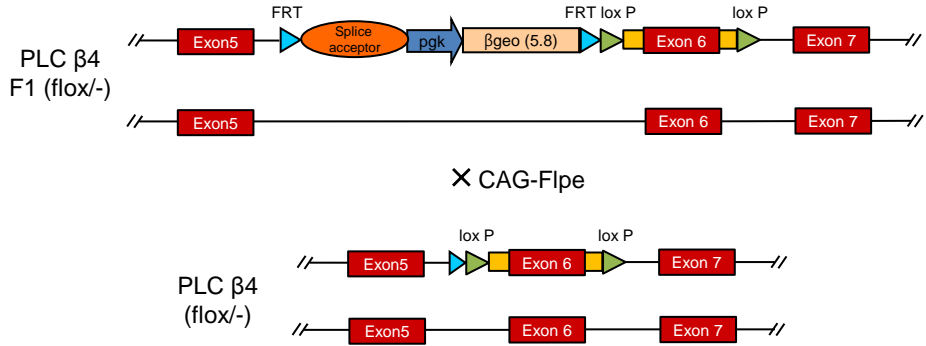 FRT
Splice
acceptor
FRT lox P
lox P
Exon5
pgk
βgeo (5.8)
Exon 6
Exon 7
PLC β4
F1 (flox/-)
Exon5
Exon 6
Exon 7
× CAG-Flpe
lox P
lox P
Exon5
Exon 6
Exon 7
PLC β4
(flox/-)
Exon5
Exon 6
Exon 7